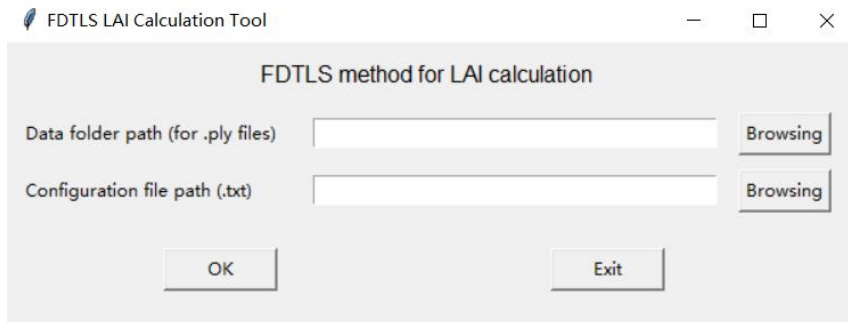 FDTLS LAI Calculation Tool
FDTLS method for LAI calculation
Data folder path (for .ply files) Browsing
Configuration file path (.txt) Browsing
OK Exit